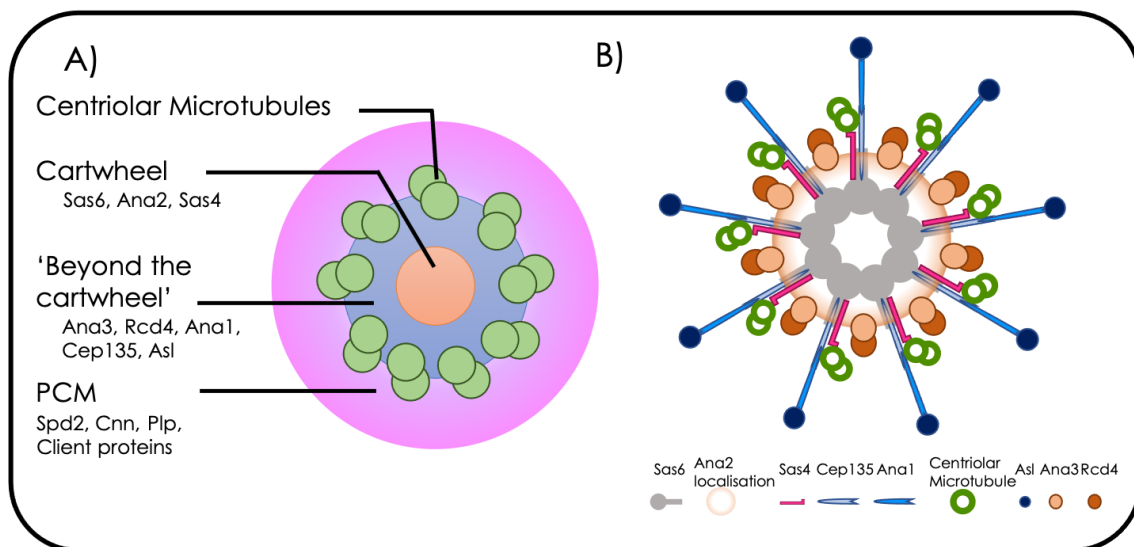 A)
Centriolar Microtubules
Cartwheel
Sas6, Ana2, Sas4
‘Beyond the
cartwheel’
Ana3, Rcd4, Ana1,
Cep135, Asl
PCM
Spd2, Cnn, Plp,
Client proteins
B)
Sas6
Ana2
localisation
Sas4
Cep135
Ana1
Centriolar
Microtubule
Asl
Ana3
Rcd4